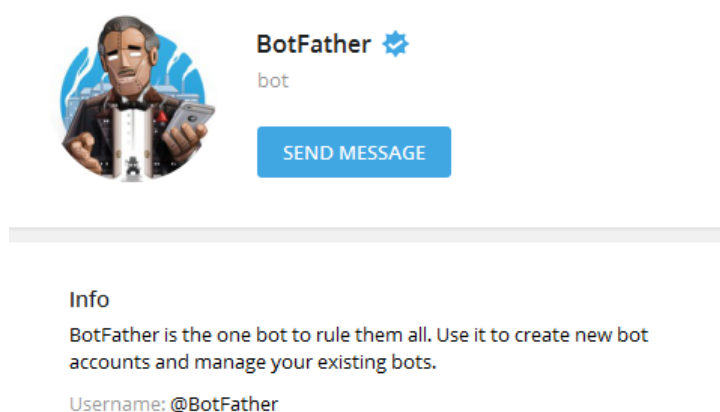 BotFather
bot
SEND MESSAGE
Info
BotFather is the one bot to rule them all. Use it to create new bot
accounts and manage your existing bots.
Username: @BotFather